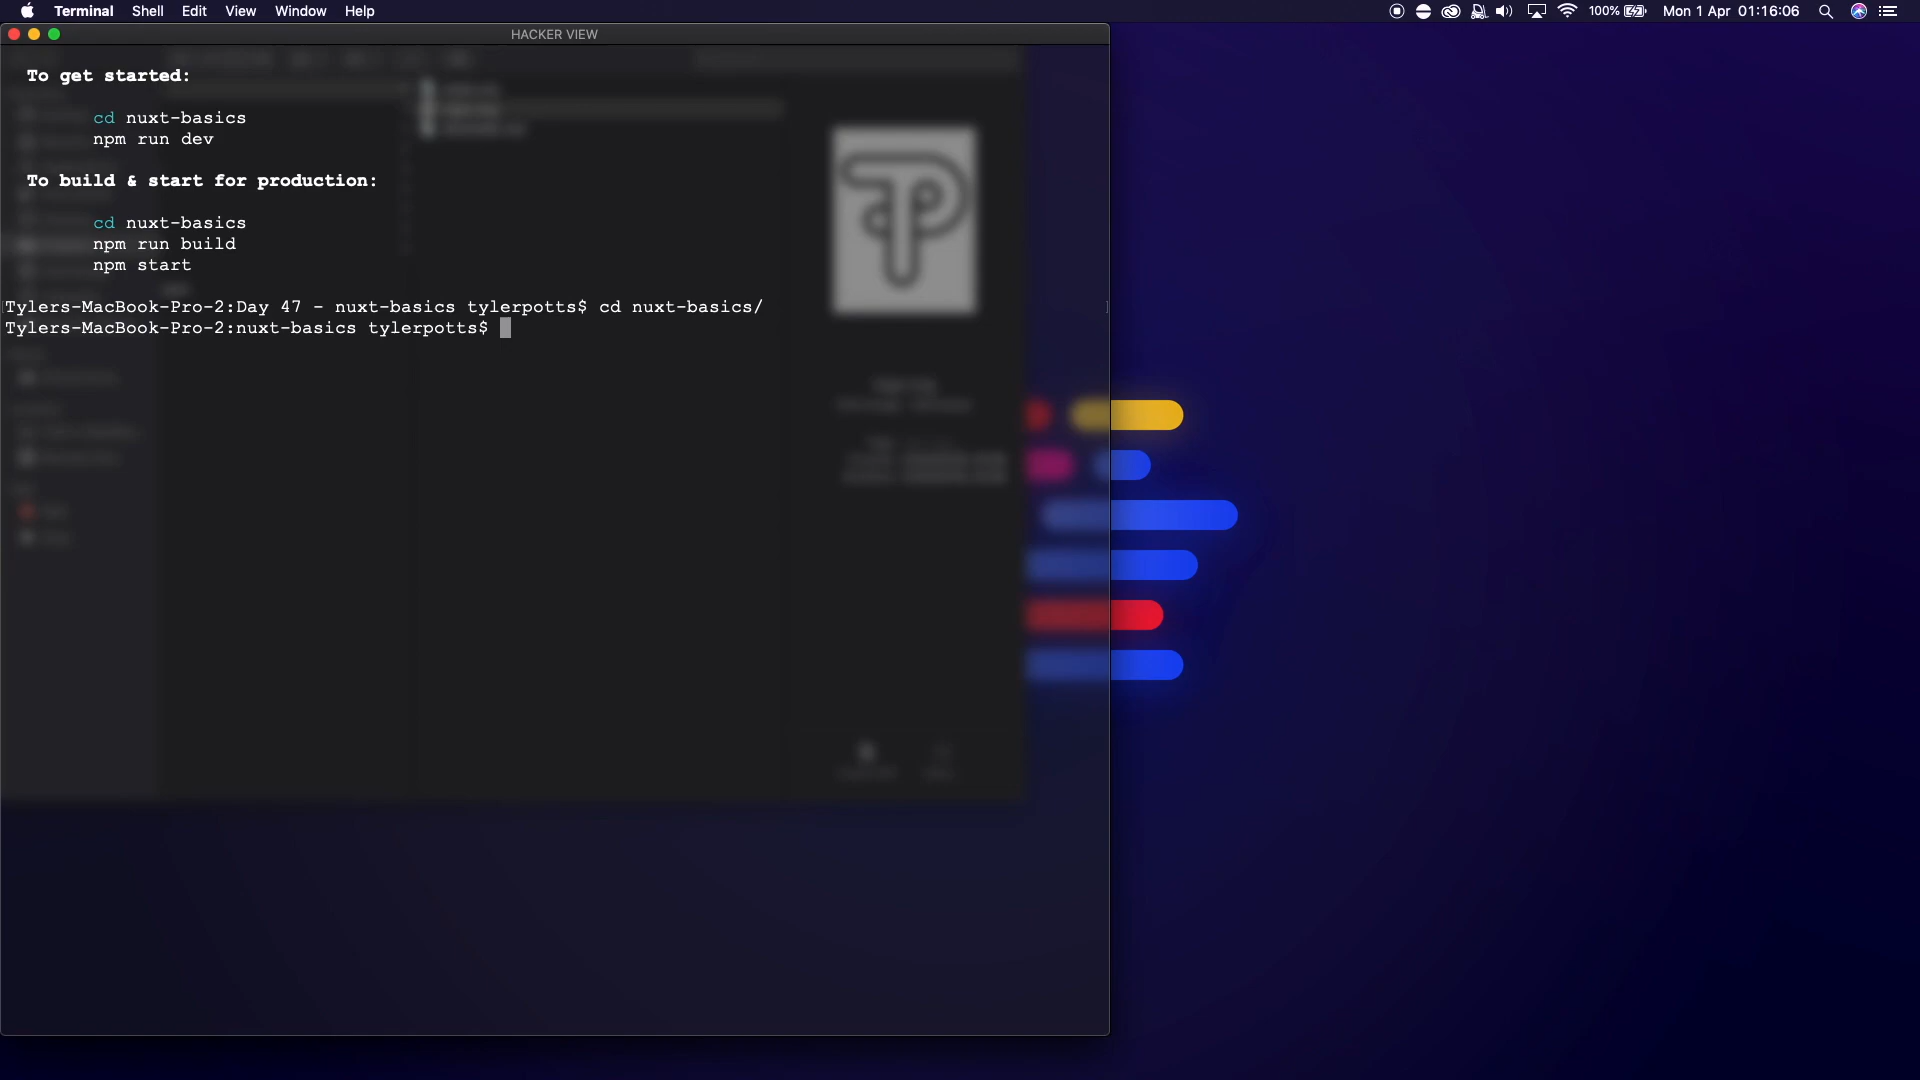 Terminal Shell Edit View Window Help 100% Mon 1 Apr 01:16:06
HACKER VIEW
To get started:
cd nuxt-basics
npm run dev
To build & start for production:
cd nuxt-basics
npm run build
npm start
Tylers-MacBook-Pro-2:Day 47 - nuxt-basics tylerpotts$ cd nuxt-basics/
Tylers-MacBook-Pro-2:nuxt-basics tylerpotts$